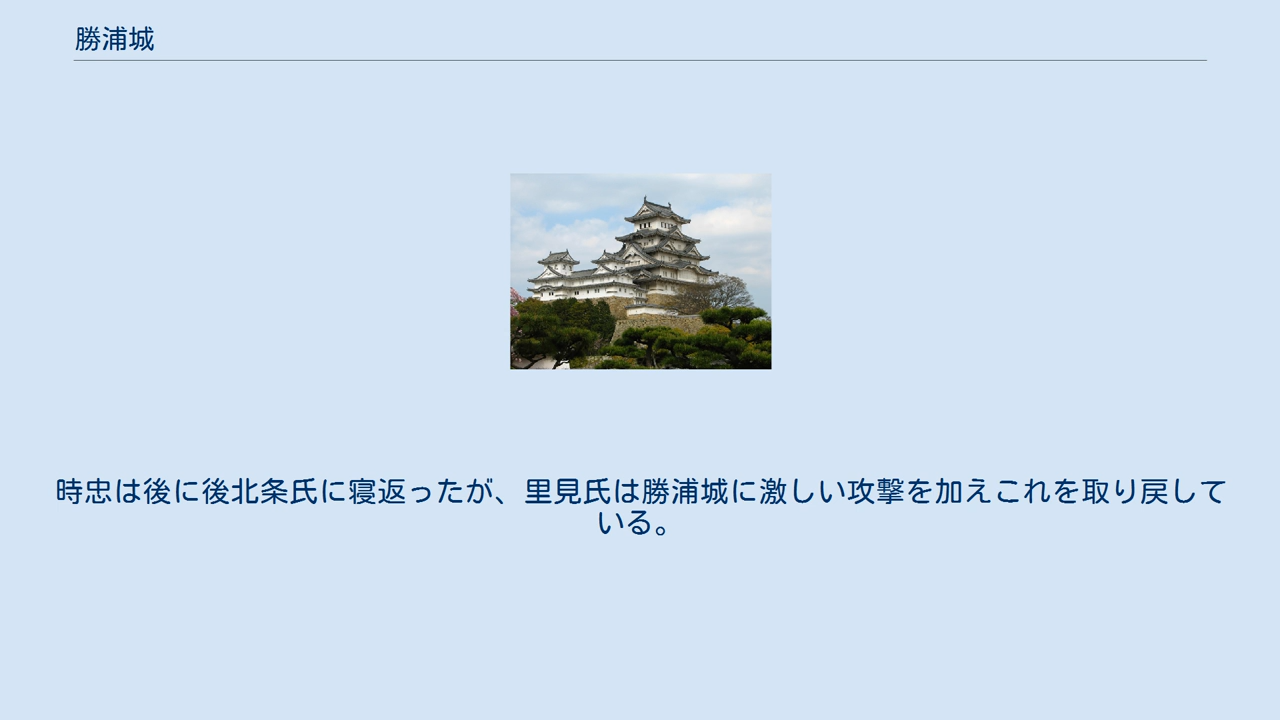 勝浦城
時忠は後に後北条氏に寝返ったが、里見氏は勝浦城に激しい攻撃を加えこれを取り戻して
いる。